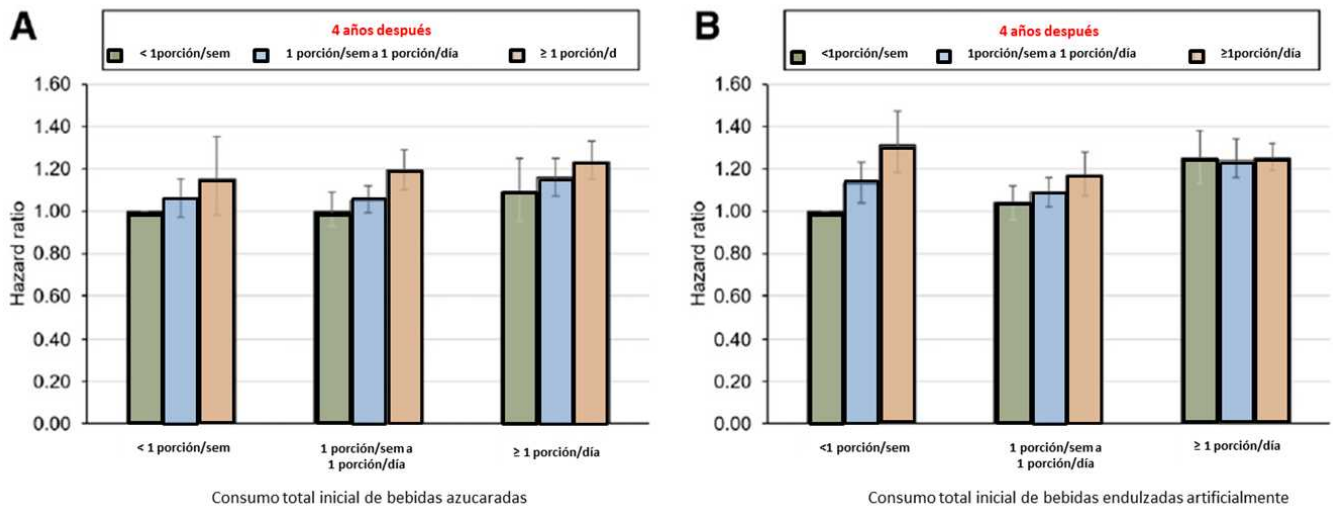 A
4 años después
< 1porción/sem 1 porción/sem a 1 porción/día ≥ 1 porción/d
1.60
1.40
1.20
1.00
0.80
0.60
0.40
0.20
0.00
Hazard ratio
< 1 porción/sem
1 porción/sem a
1 porción/día
≥ 1 porción/día
Consumo total inicial de bebidas azucaradas
B
4 años después
<1porción/sem 1porción/sem a 1 porción/día ≥1porción/día
1.60
1.40
1.20
1.00
0.80
0.60
0.40
0.20
0.00
Hazard ratio
<1 porción/sem
1 porción/sem a
1 porción/día
≥ 1 porción/día
Consumo total inicial de bebidas endulzadas artificialmente